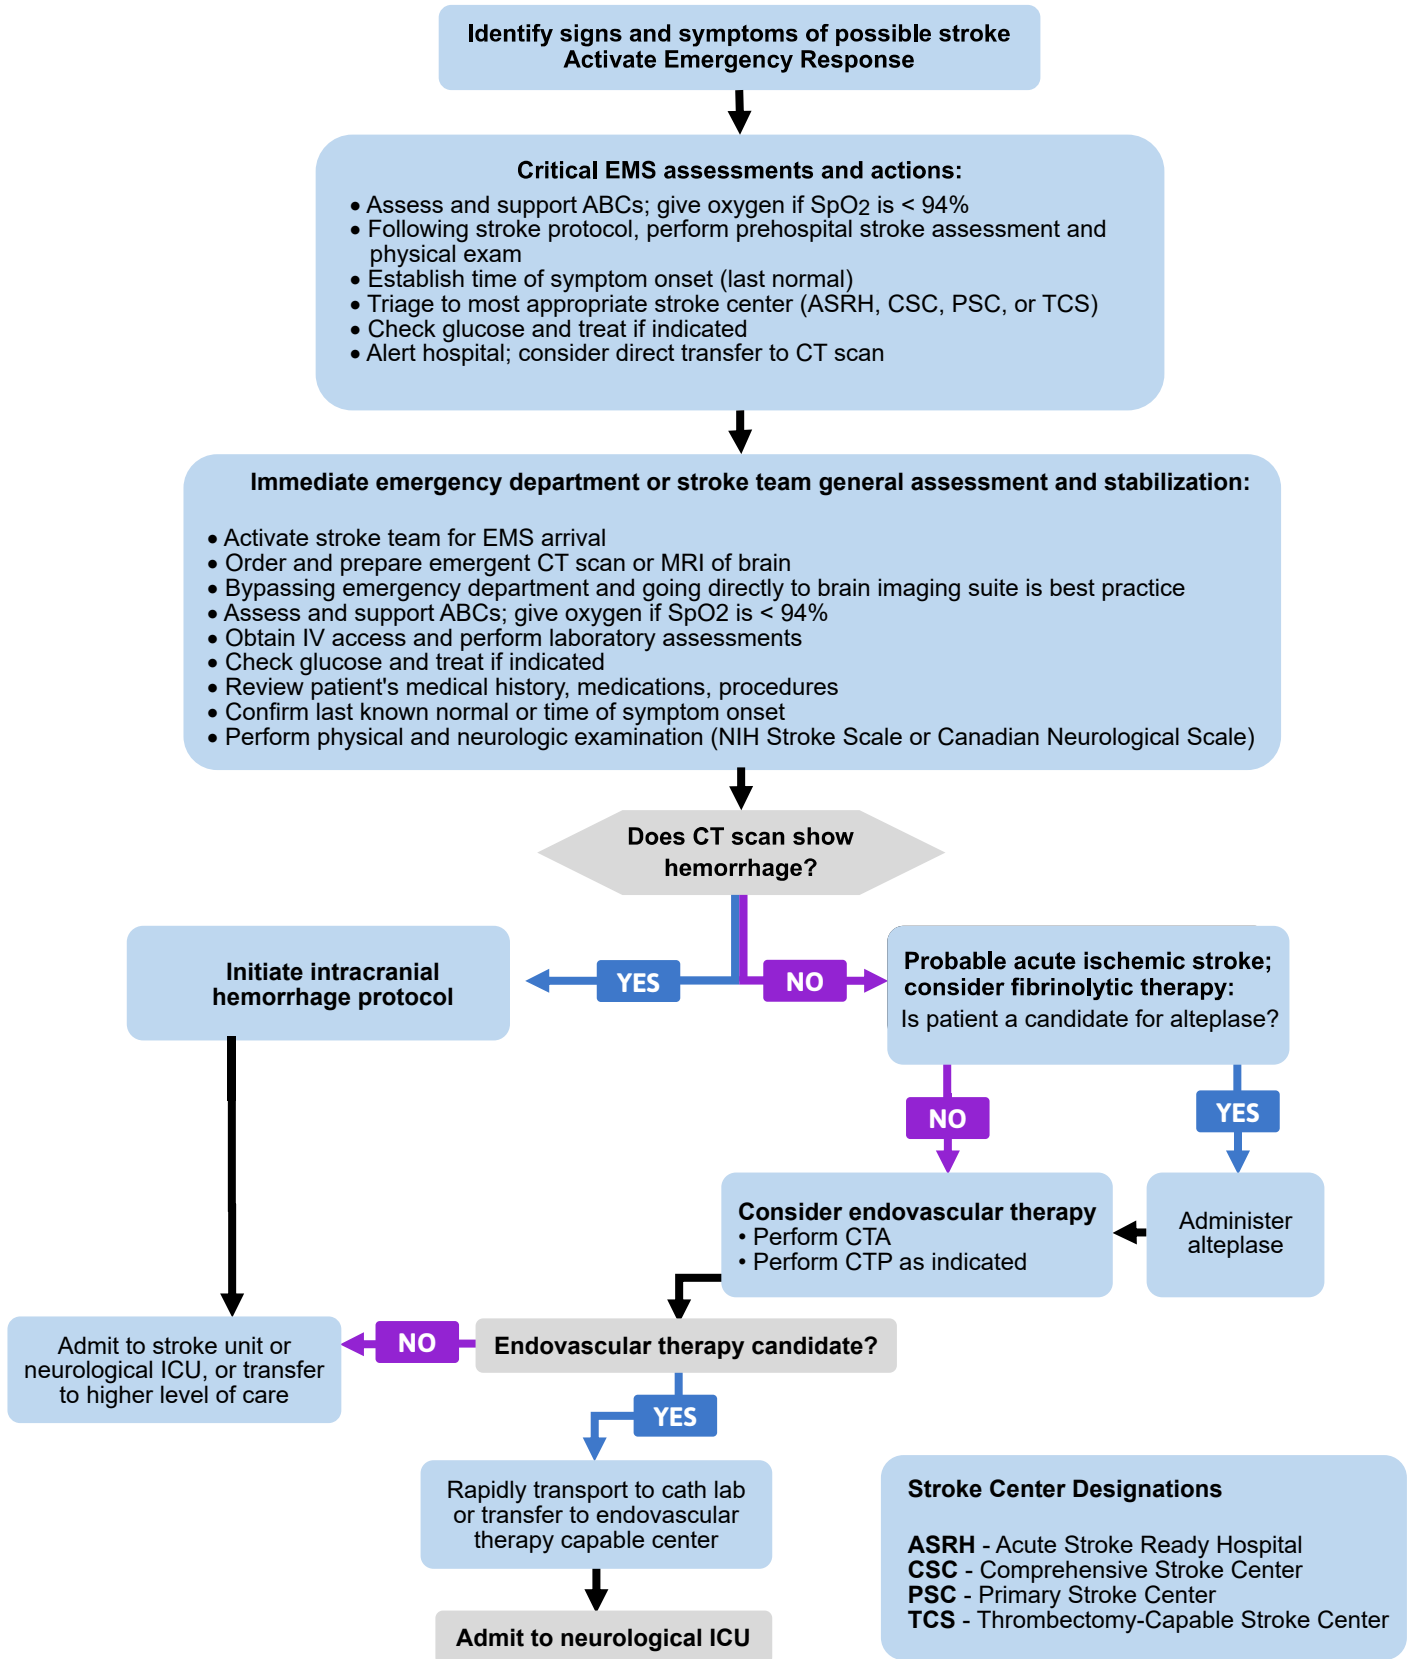 Identify signs and symptoms of possible stroke
Activate Emergency Response
Critical EMS assessments and actions:
• Assess and support ABCs; give oxygen if SpO2 is < 94%
• Following stroke protocol, perform prehospital stroke assessment and
physical exam
• Establish time of symptom onset (last normal)
• Triage to most appropriate stroke center (ASRH, CSC, PSC, or TCS)
• Check glucose and treat if indicated
• Alert hospital; consider direct transfer to CT scan
Immediate emergency department or stroke team general assessment and stabilization:
• Activate stroke team for EMS arrival
• Order and prepare emergent CT scan or MRI of brain
• Bypassing emergency department and going directly to brain imaging suite is best practice
• Assess and support ABCs; give oxygen if SpO2 is < 94%
• Obtain IV access and perform laboratory assessments
• Check glucose and treat if indicated
• Review patient's medical history, medications, procedures
• Confirm last known normal or time of symptom onset
• Perform physical and neurologic examination (NIH Stroke Scale or Canadian Neurological Scale)
Does CT scan show
hemorrhage?
Initiate intracranial
hemorrhage protocol
YES
NO
Probable acute ischemic stroke;
consider fibrinolytic therapy:
Is patient a candidate for alteplase?
NO
YES
Consider endovascular therapy
• Perform CTA
• Perform CTP as indicated
Administer
alteplase
Admit to stroke unit or
neurological ICU, or transfer
to higher level of care
NO
Endovascular therapy candidate?
YES
Rapidly transport to cath lab
or transfer to endovascular
therapy capable center
Admit to neurological ICU
Stroke Center Designations
ASRH - Acute Stroke Ready Hospital
CSC - Comprehensive Stroke Center
PSC - Primary Stroke Center
TCS - Thrombectomy-Capable Stroke Center